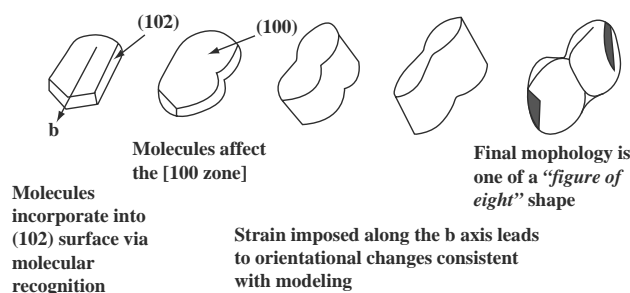 (102)
(100)
b
Molecules affect
the [100 zone]
Final mophology is
one of a “figure of
eight” shape
Molecules
incorporate into
(102) surface via
molecular
recognition
Strain imposed along the b axis leads
to orientational changes consistent
with modeling